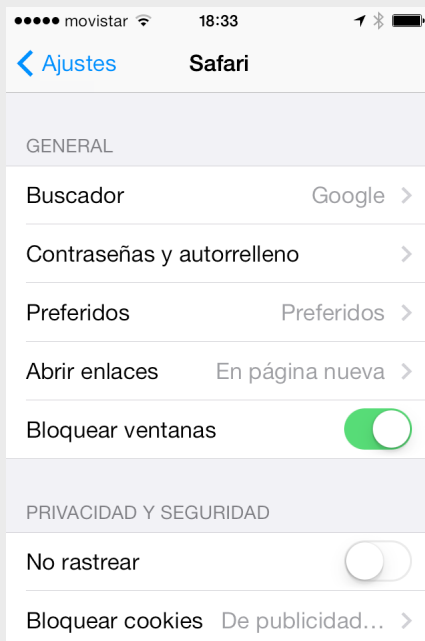 movistar 18:33
Ajustes Safari
GENERAL
Buscador Google
Contraseñas y autorrelleno
Preferidos Preferidos
Abrir enlaces En página nueva
Bloquear ventanas
PRIVACIDAD Y SEGURIDAD
No rastrear
Bloquear cookies De publicidad...